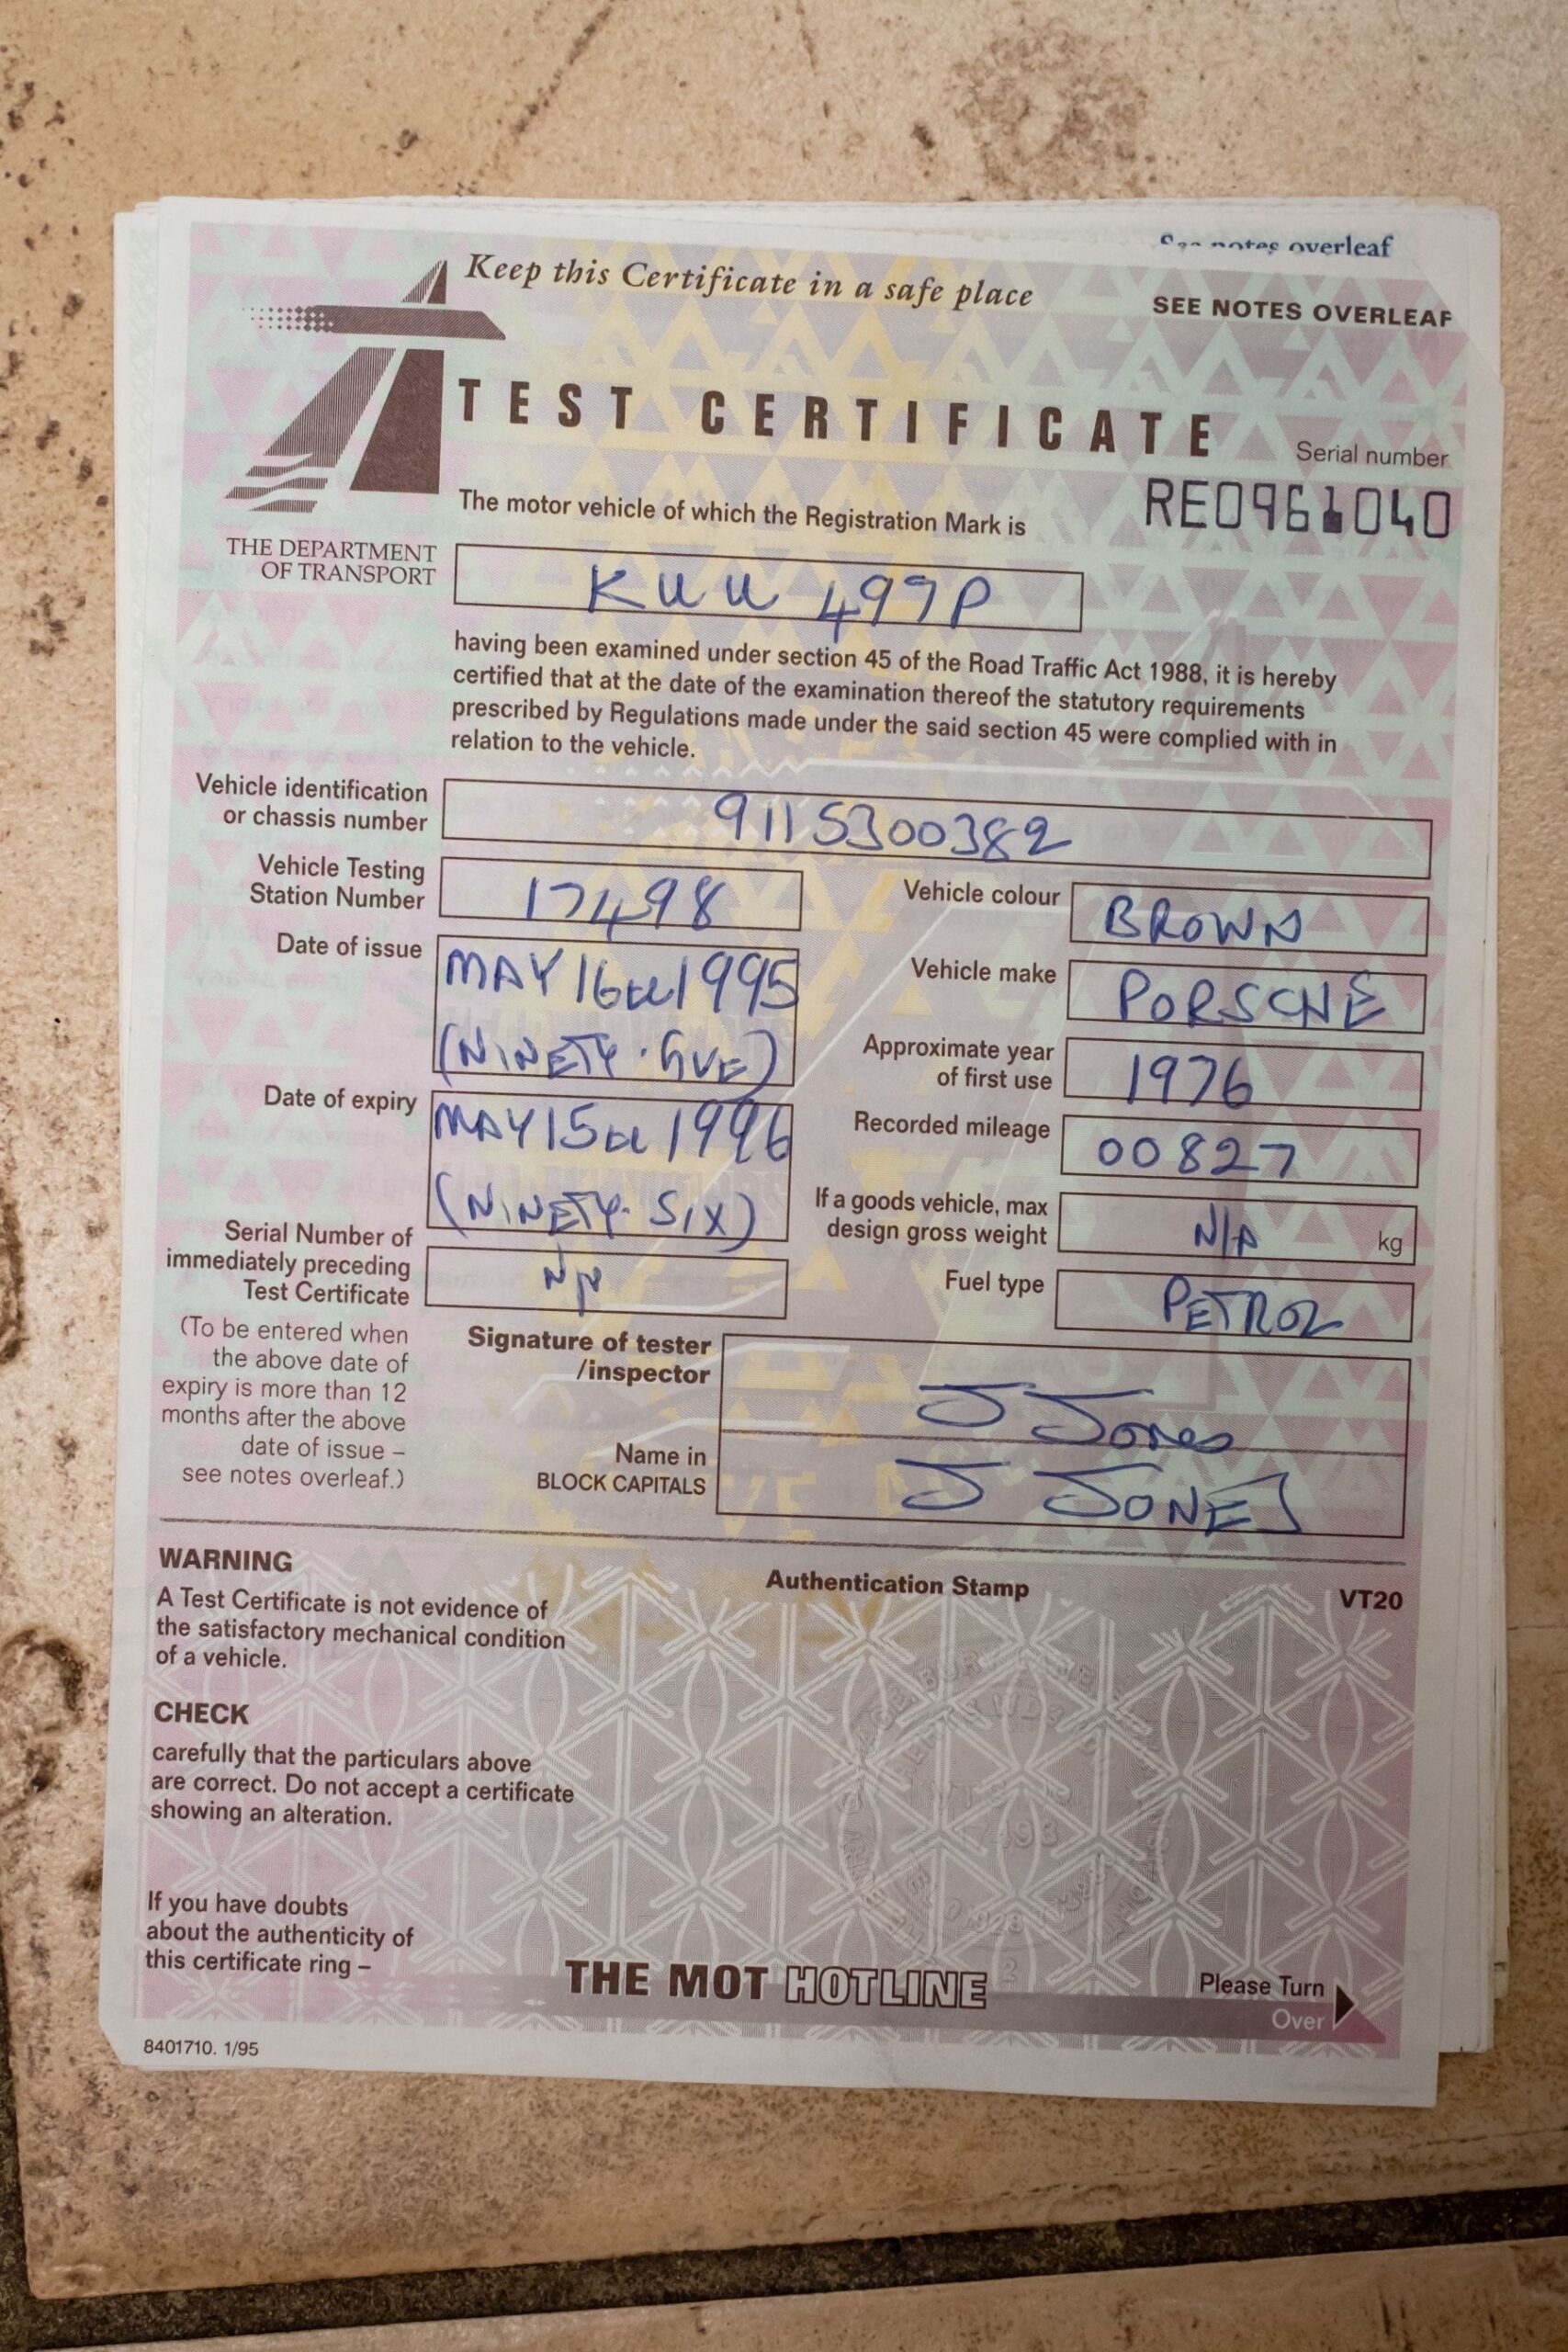 See notes overleaf
Keep this Certificate in a safe place
SEE NOTES OVERLEAF
TEST CERTIFICATE
Serial number
RE0961040
The motor vehicle of which the Registration Mark is
THE DEPARTMENT
OF TRANSPORT
KUU 499P
having been examined under section 45 of the Road Traffic Act 1988, it is hereby
certified that at the date of the examination thereof the statutory requirements
prescribed by Regulations made under the said section 45 were complied with in
relation to the vehicle.
Vehicle identification
or chassis number
9115300382
Vehicle Testing
Station Number
17498
Vehicle colour
BROWN
Date of issue
MAY 16th 1995
(NINETY-FIVE)
Vehicle make
PORSCHE
Approximate year
of first use
1976
Date of expiry
MAY 15th 1996
(NINETY-SIX)
Recorded mileage
00827
If a goods vehicle, max
design gross weight
N/A kg
Serial Number of
immediately preceding
Test Certificate
N/A
Fuel type
PETROL
(To be entered when
the above date of
expiry is more than 12
months after the above
date of issue –
see notes overleaf.)
Signature of tester
/inspector
J Jones
Name in
BLOCK CAPITALS
J JONES
WARNING
A Test Certificate is not evidence of
the satisfactory mechanical condition
of a vehicle.
Authentication Stamp
VT20
CHECK
carefully that the particulars above
are correct. Do not accept a certificate
showing an alteration.
If you have doubts
about the authenticity of
this certificate ring –
THE MOT HOTLINE
Please Turn
Over
8401710. 1/95